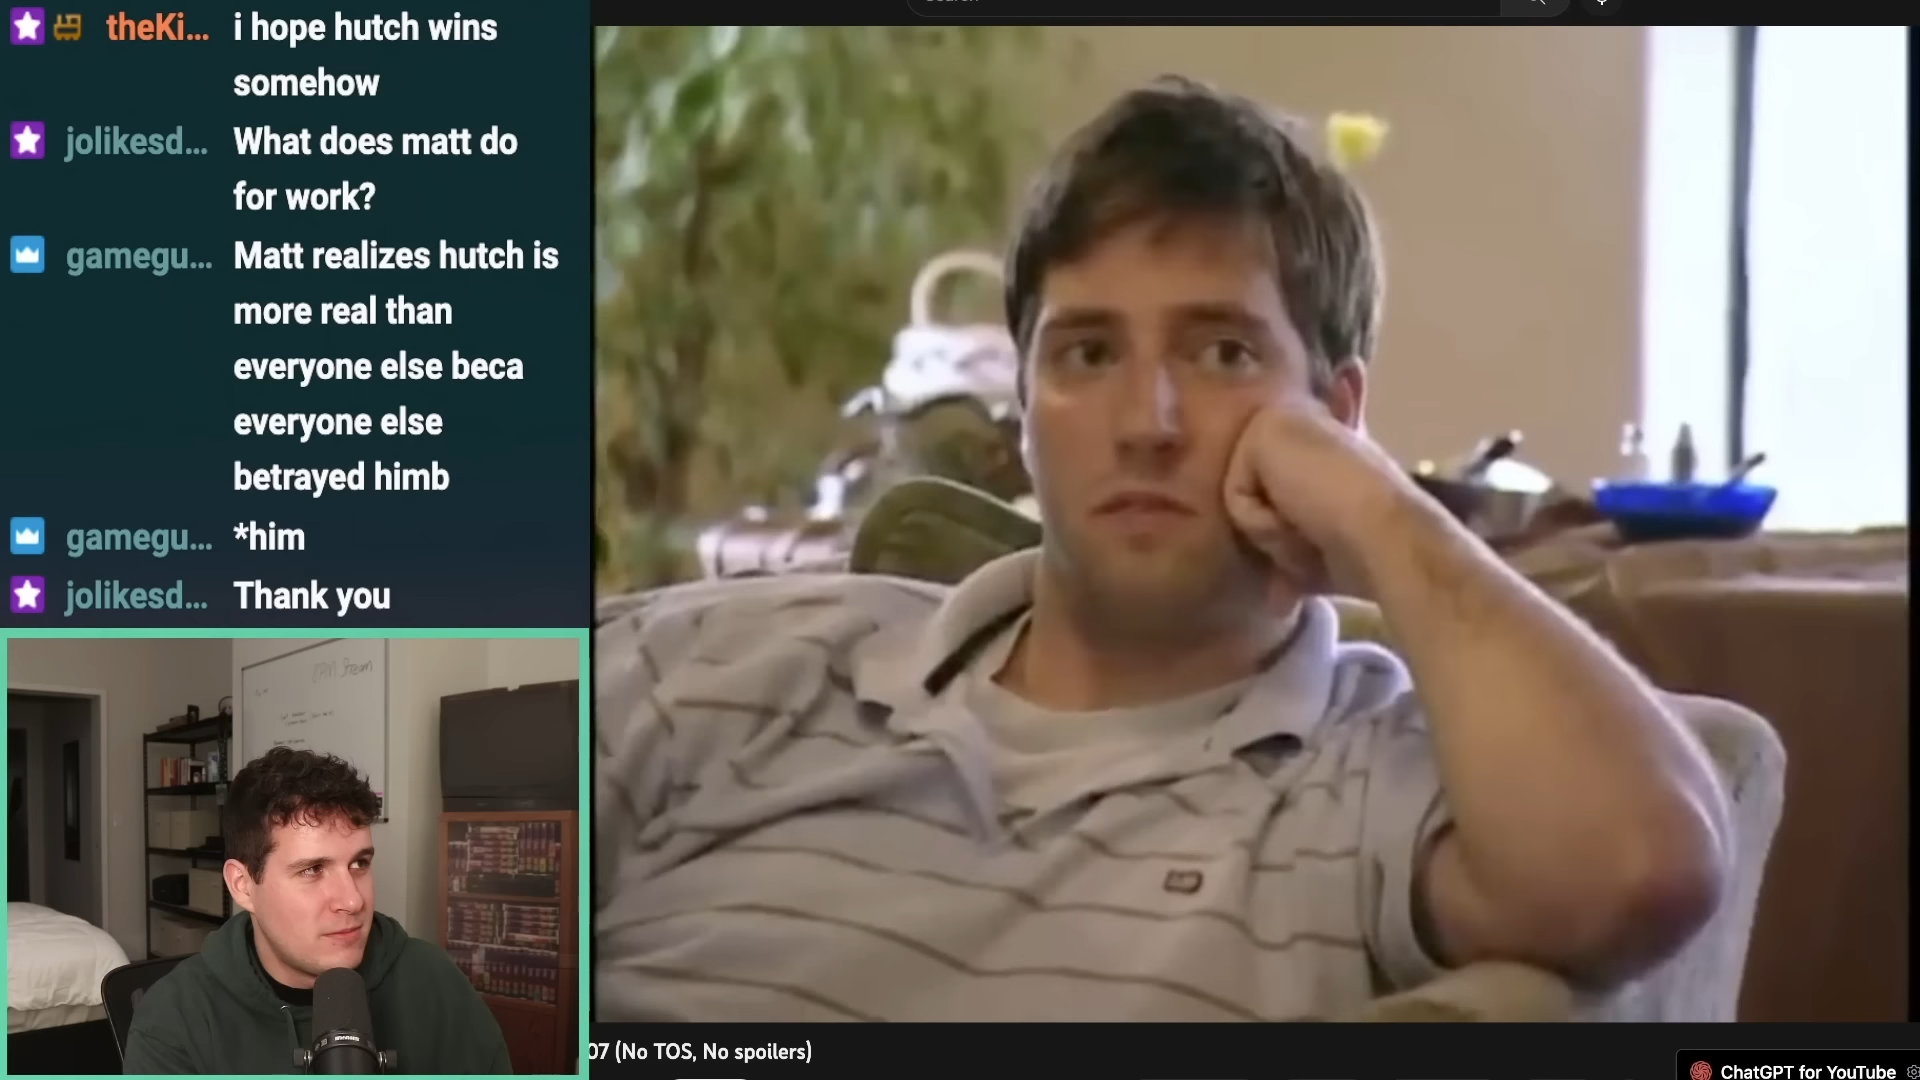 Search
theKi... i hope hutch wins
somehow
jolikesd... What does matt do
for work?
gamegu... Matt realizes hutch is
more real than
everyone else beca
everyone else
betrayed himb
gamegu... *him
jolikesd... Thank you
07 (No TOS, No spoilers)
ChatGPT for YouTube